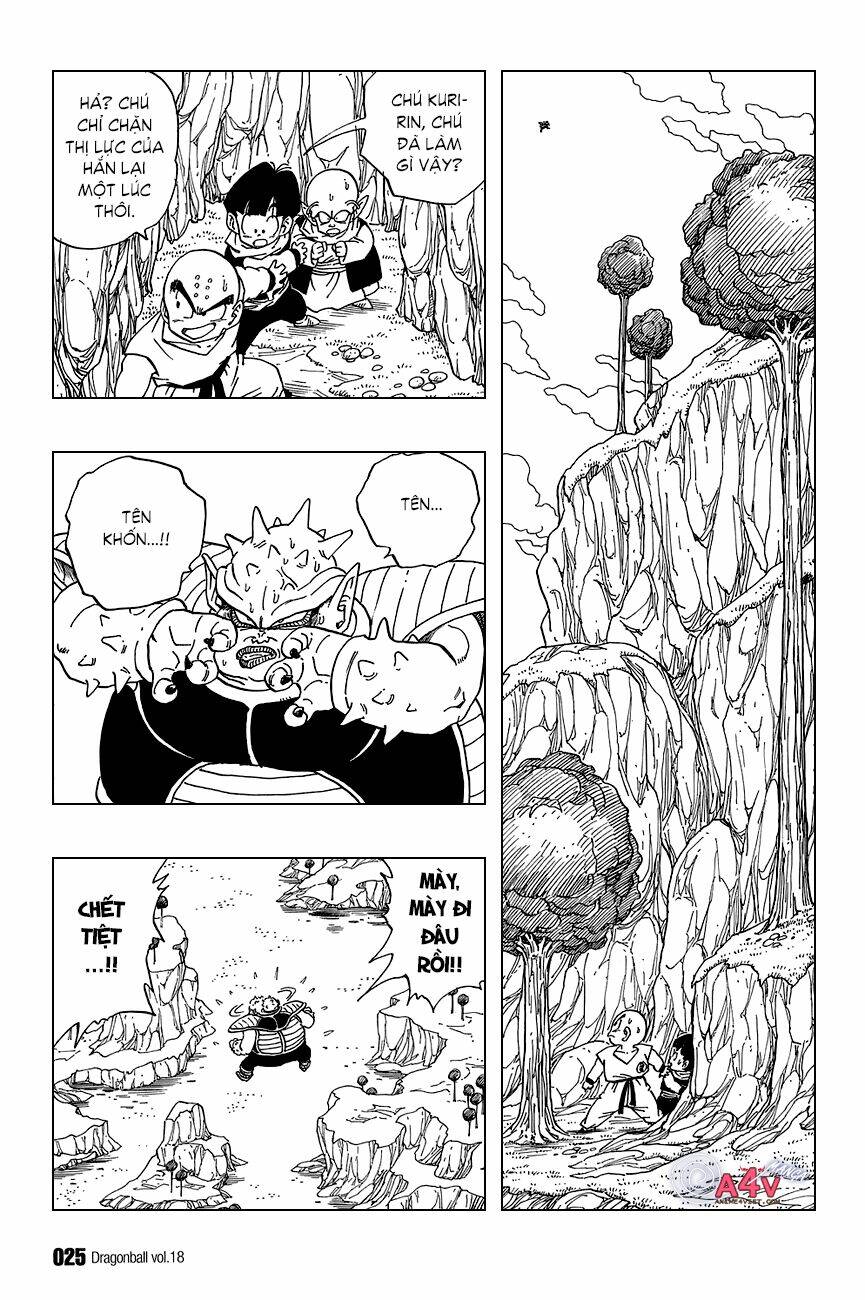 CHÚ KURI-
RIN, CHÚ
ĐÃ LÀM
GÌ VẬY?
HẢ? CHÚ
CHỈ CHẶN
THỊ LỰC CỦA
HẮN LẠI
MỘT LÚC
THÔI.
TÊN...
TÊN
KHỐN...!!
MÀY,
MÀY ĐI
ĐÂU
RỒI!!
CHẾT
TIỆT
...!!
A4V
025 Dragonball vol.18